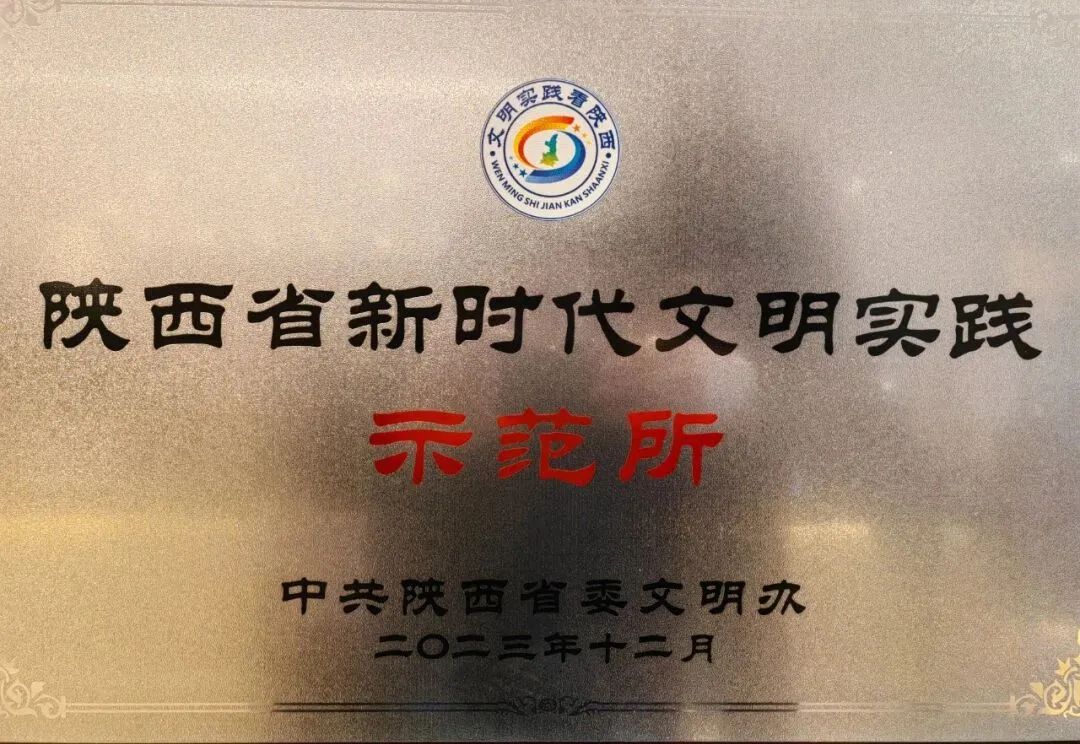 文明实践看陕西
WEN MING SHI JIAN KAN SHAANXI
陕西省新时代文明实践
示范所
中共陕西省委文明办
二〇二三年十二月